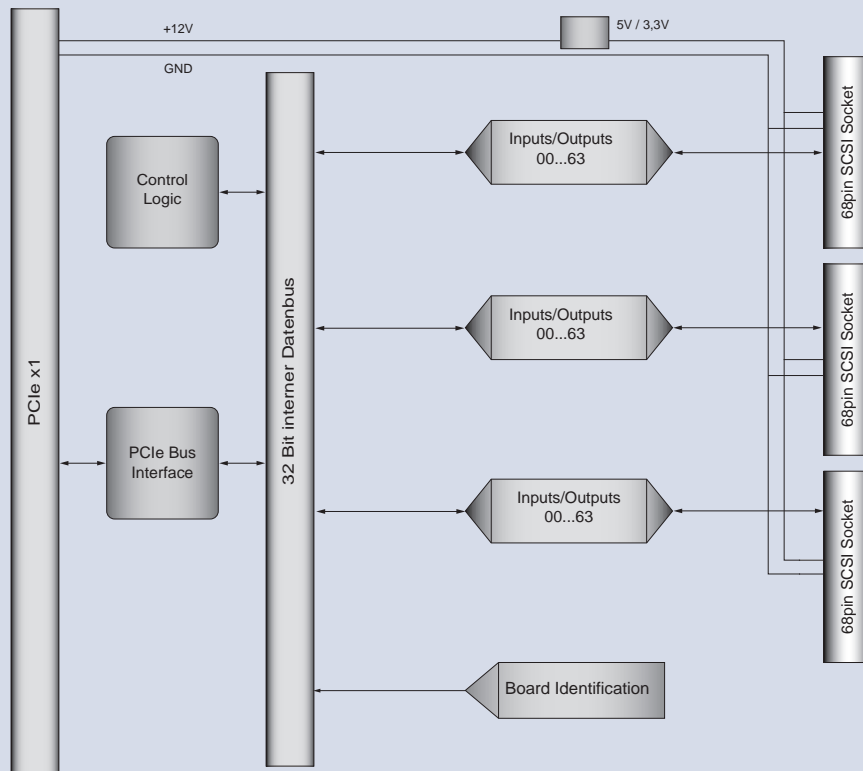 +12V
5V / 3,3V
GND
PCIe x1
Control
Logic
PCIe Bus
Interface
32 Bit interner Datenbus
Inputs/Outputs
00...63
68pin SCSI Socket
Inputs/Outputs
00...63
68pin SCSI Socket
Inputs/Outputs
00...63
68pin SCSI Socket
Board Identification